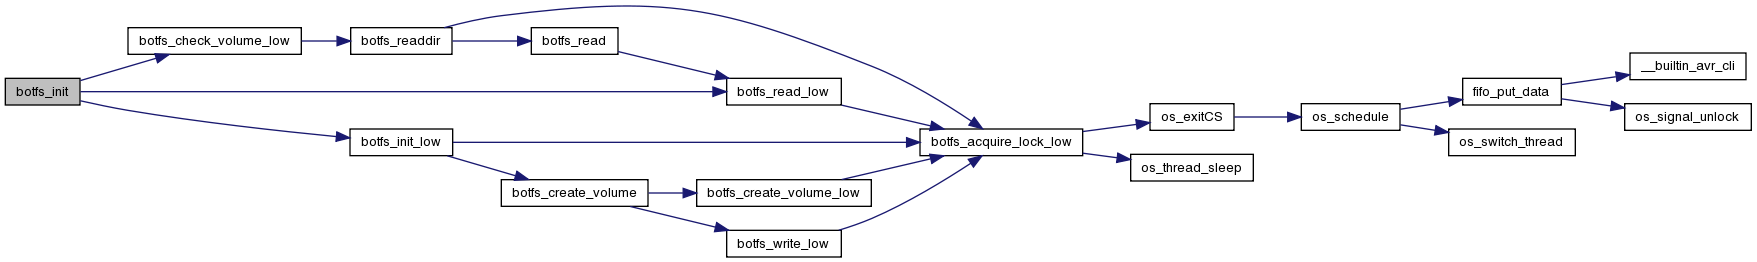 botfs_init
botfs_check_volume_low
botfs_readdir
botfs_read
botfs_read_low
botfs_init_low
botfs_create_volume
botfs_create_volume_low
botfs_write_low
botfs_acquire_lock_low
os_exitCS
os_thread_sleep
os_schedule
fifo_put_data
os_switch_thread
__builtin_avr_cli
os_signal_unlock